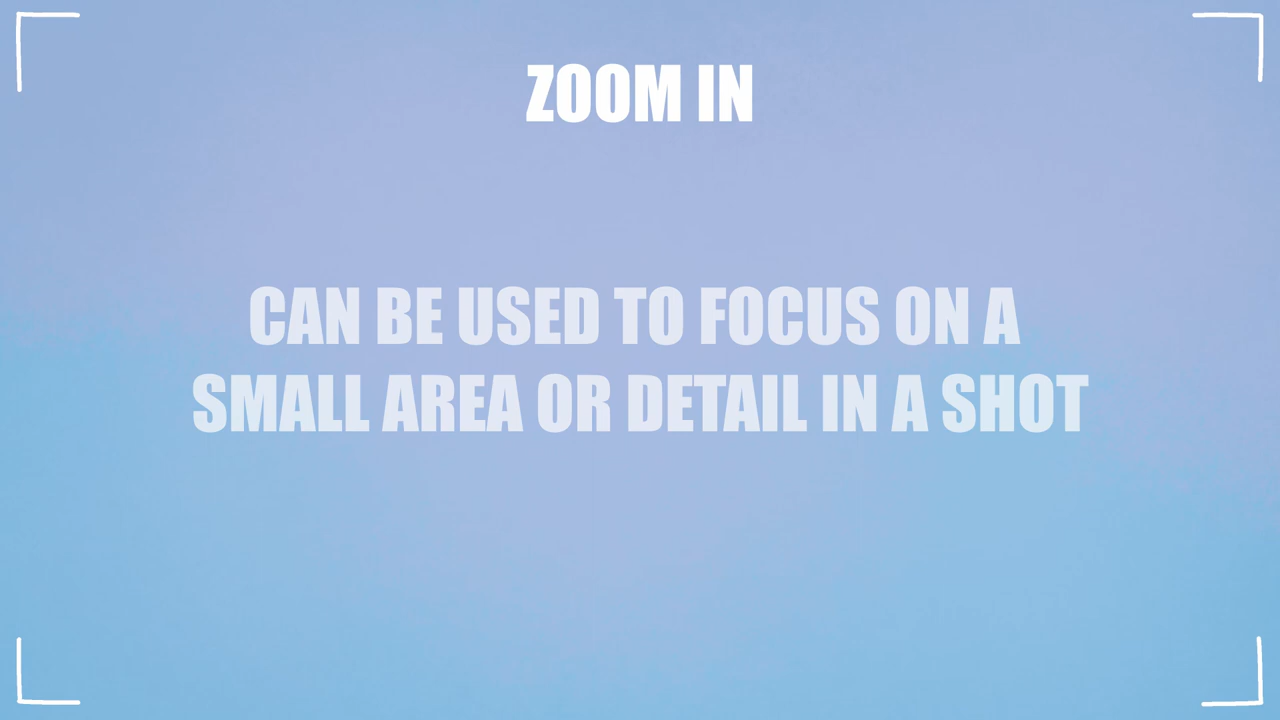 ZOOM IN
CAN BE USED TO FOCUS ON A
SMALL AREA OR DETAIL IN A SHOT